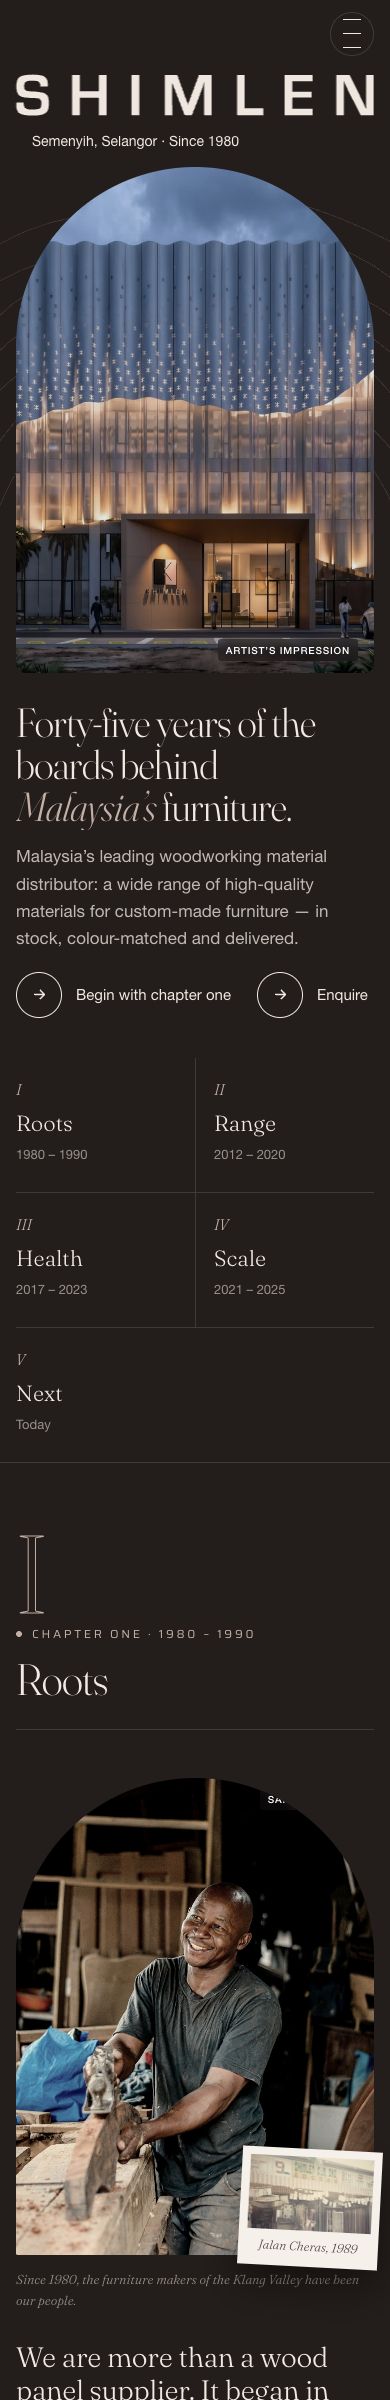 SHIMLEN
Semenyih, Selangor · Since 1980
SHIMLEN
ARTIST'S IMPRESSION
Forty-five years of the
boards behind
Malaysia's furniture.
Malaysia's leading woodworking material
distributor: a wide range of high-quality
materials for custom-made furniture — in
stock, colour-matched and delivered.
Begin with chapter one
Enquire
I
Roots
1980 – 1990
II
Range
2012 – 2020
III
Health
2017 – 2023
IV
Scale
2021 – 2025
V
Next
Today
I
CHAPTER ONE · 1980 – 1990
Roots
Jalan Cheras, 1989
Since 1980, the furniture makers of the Klang Valley have been
our people.
We are more than a wood
panel supplier. It began in